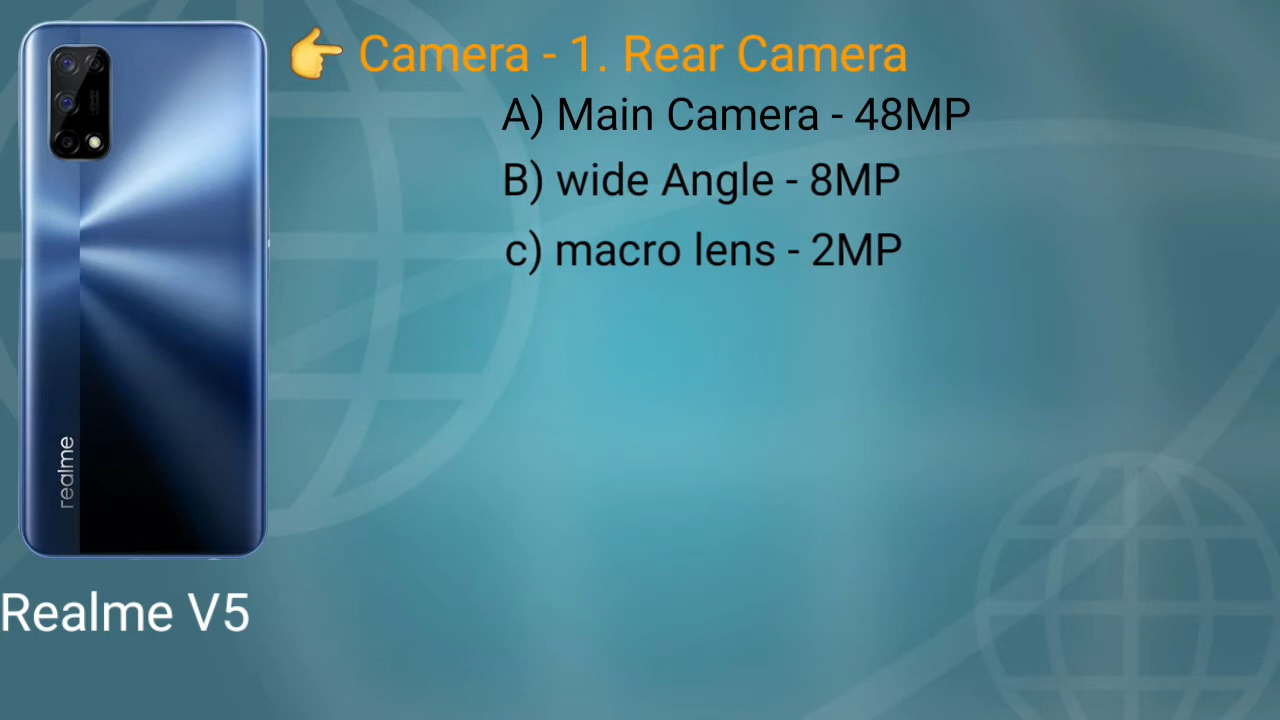 👉 Camera - 1. Rear Camera
A) Main Camera - 48MP
B) wide Angle - 8MP
c) macro lens - 2MP
realme
Realme V5